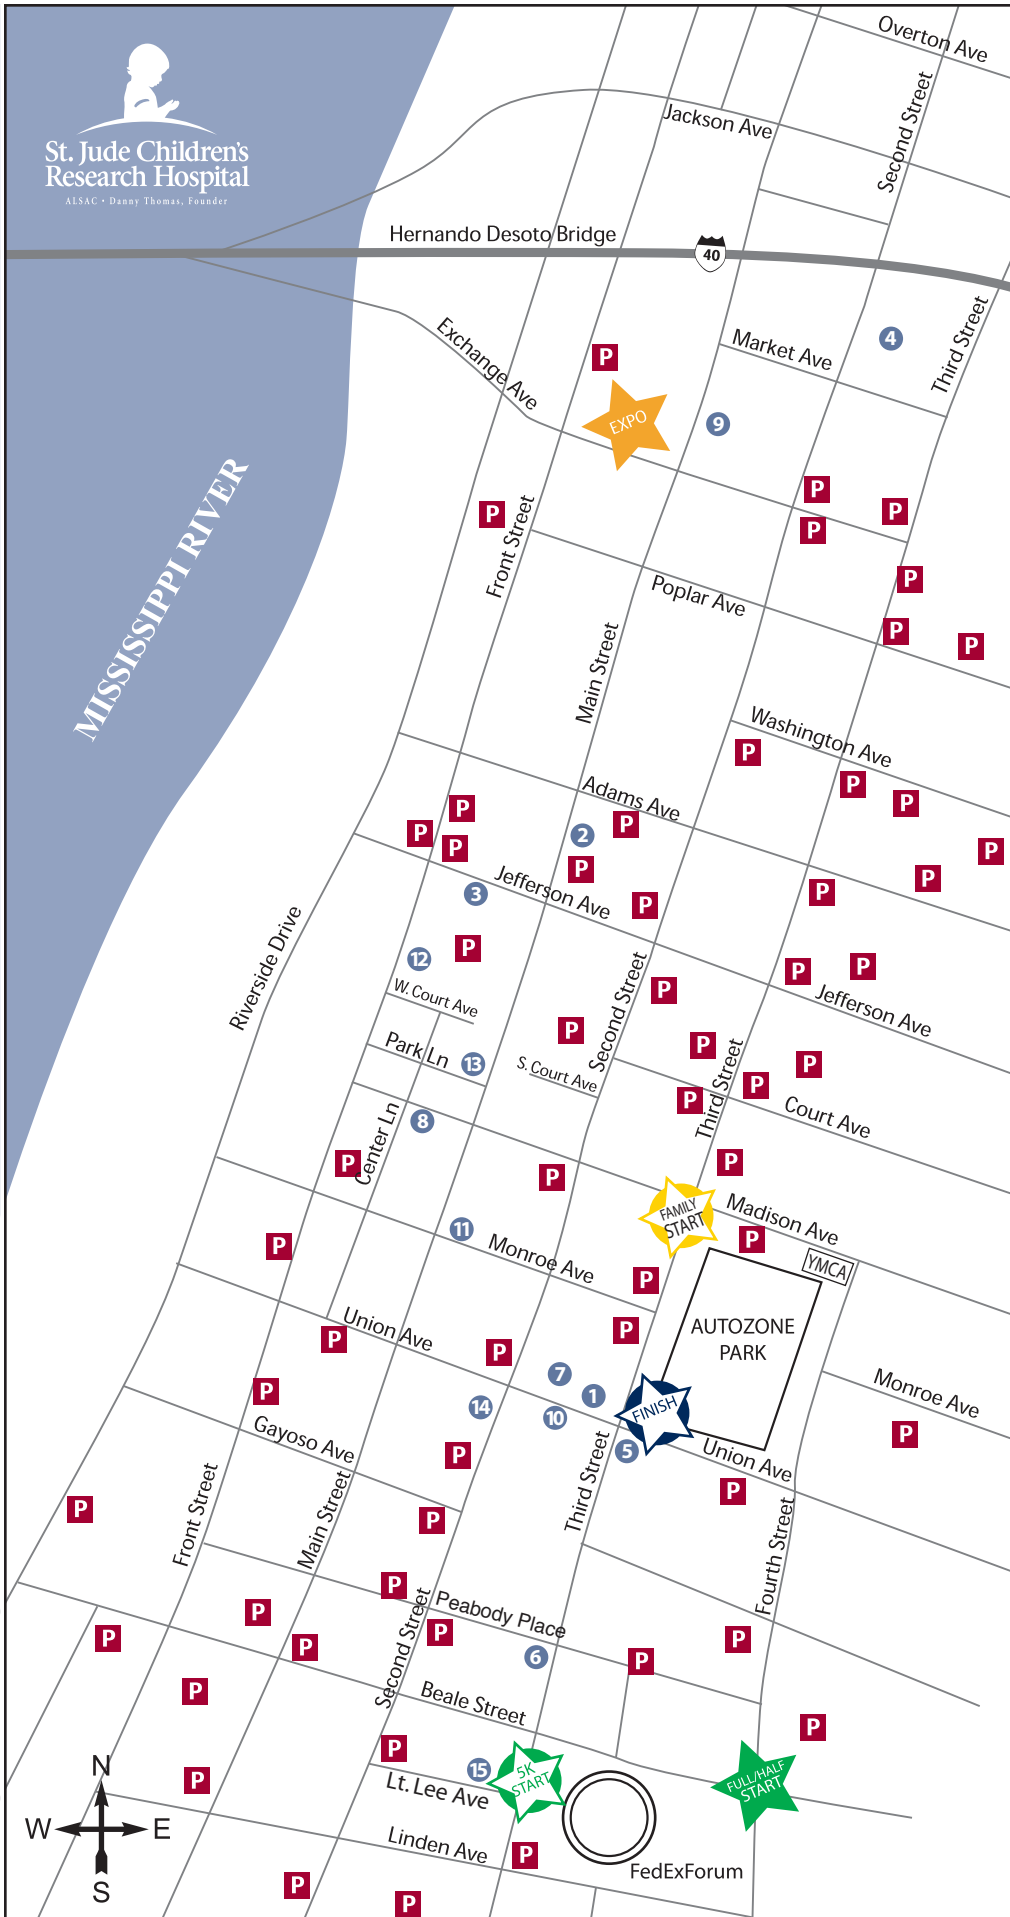 Overton Ave
Second Street
Jackson Ave
St. Jude Children's
Research Hospital
ALSAC • Danny Thomas, Founder
Hernando Desoto Bridge
40
Third Street
4
Market Ave
Exchange Ave
P
EXPO
9
P
P
P
P
Front Street
MISSISSIPPI RIVER
P
Poplar Ave
P
P
Main Street
Washington Ave
P
P
P
Adams Ave
P
P
P
2
P
P
P
P
P
3
Jefferson Ave
P
P
Riverside Drive
12
P
Second Street
P
P
P
W. Court Ave
Jefferson Ave
P
P
Park Ln
13
S. Court Ave
Third Street
P
P
P
Court Ave
8
Center Ln
P
P
P
FAMILY
START
Madison Ave
P
11
P
Monroe Ave
P
YMCA
AUTOZONE
PARK
P
Union Ave
P
P
7
1
14
10
FINISH
Monroe Ave
P
P
Gayoso Ave
P
5
Union Ave
P
Third Street
P
P
Front Street
Main Street
Fourth Street
P
Peabody Place
P
P
P
P
P
6
P
P
Second Street
P
Beale Street
P
P
15
5K
START
FULL/HALF
START
Lt. Lee Ave
P
N
W
E
S
Linden Ave
P
FedExForum
P
P